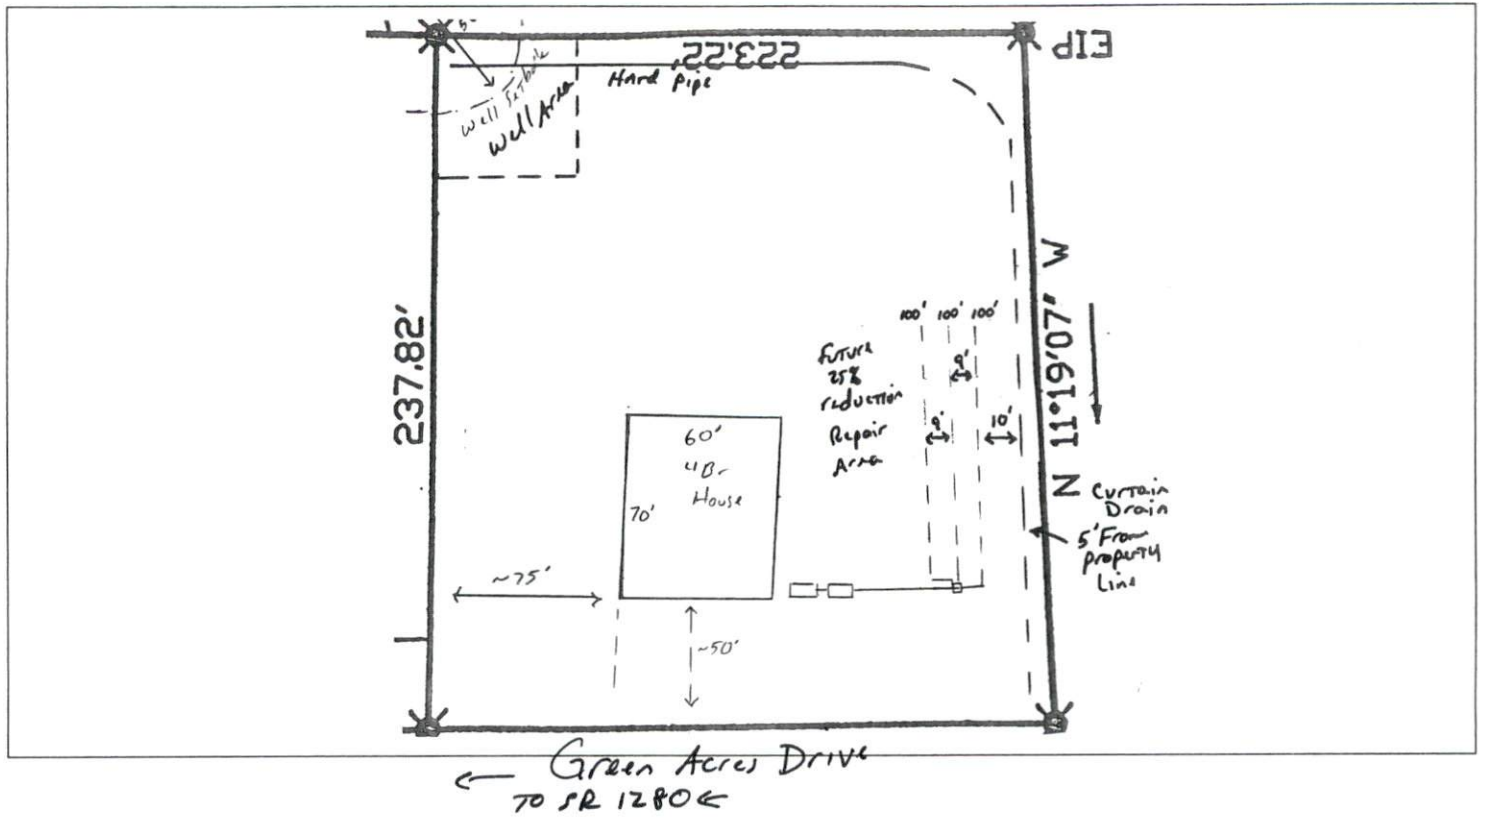 5'
223.22'
EIP
Hard Pipe
Well Setback
Well Area
237.82'
N 11°19'07" W
100' 100' 100'
Future
25%
reduction
Repair
Area
9'
9'
10'
60'
4Br
House
70'
~75'
~50'
Curtain
Drain
5' From
Property
Line
Green Acres Drive
To SR 1280